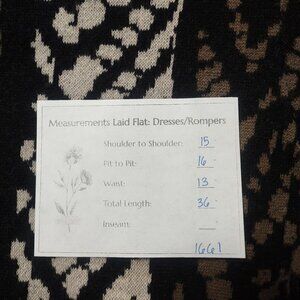 Measurements Laid Flat: Dresses/Rompers
Shoulder to Shoulder: 15
Pit to Pit: 16
Waist: 13
Total Length: 36
Inseam:
1661